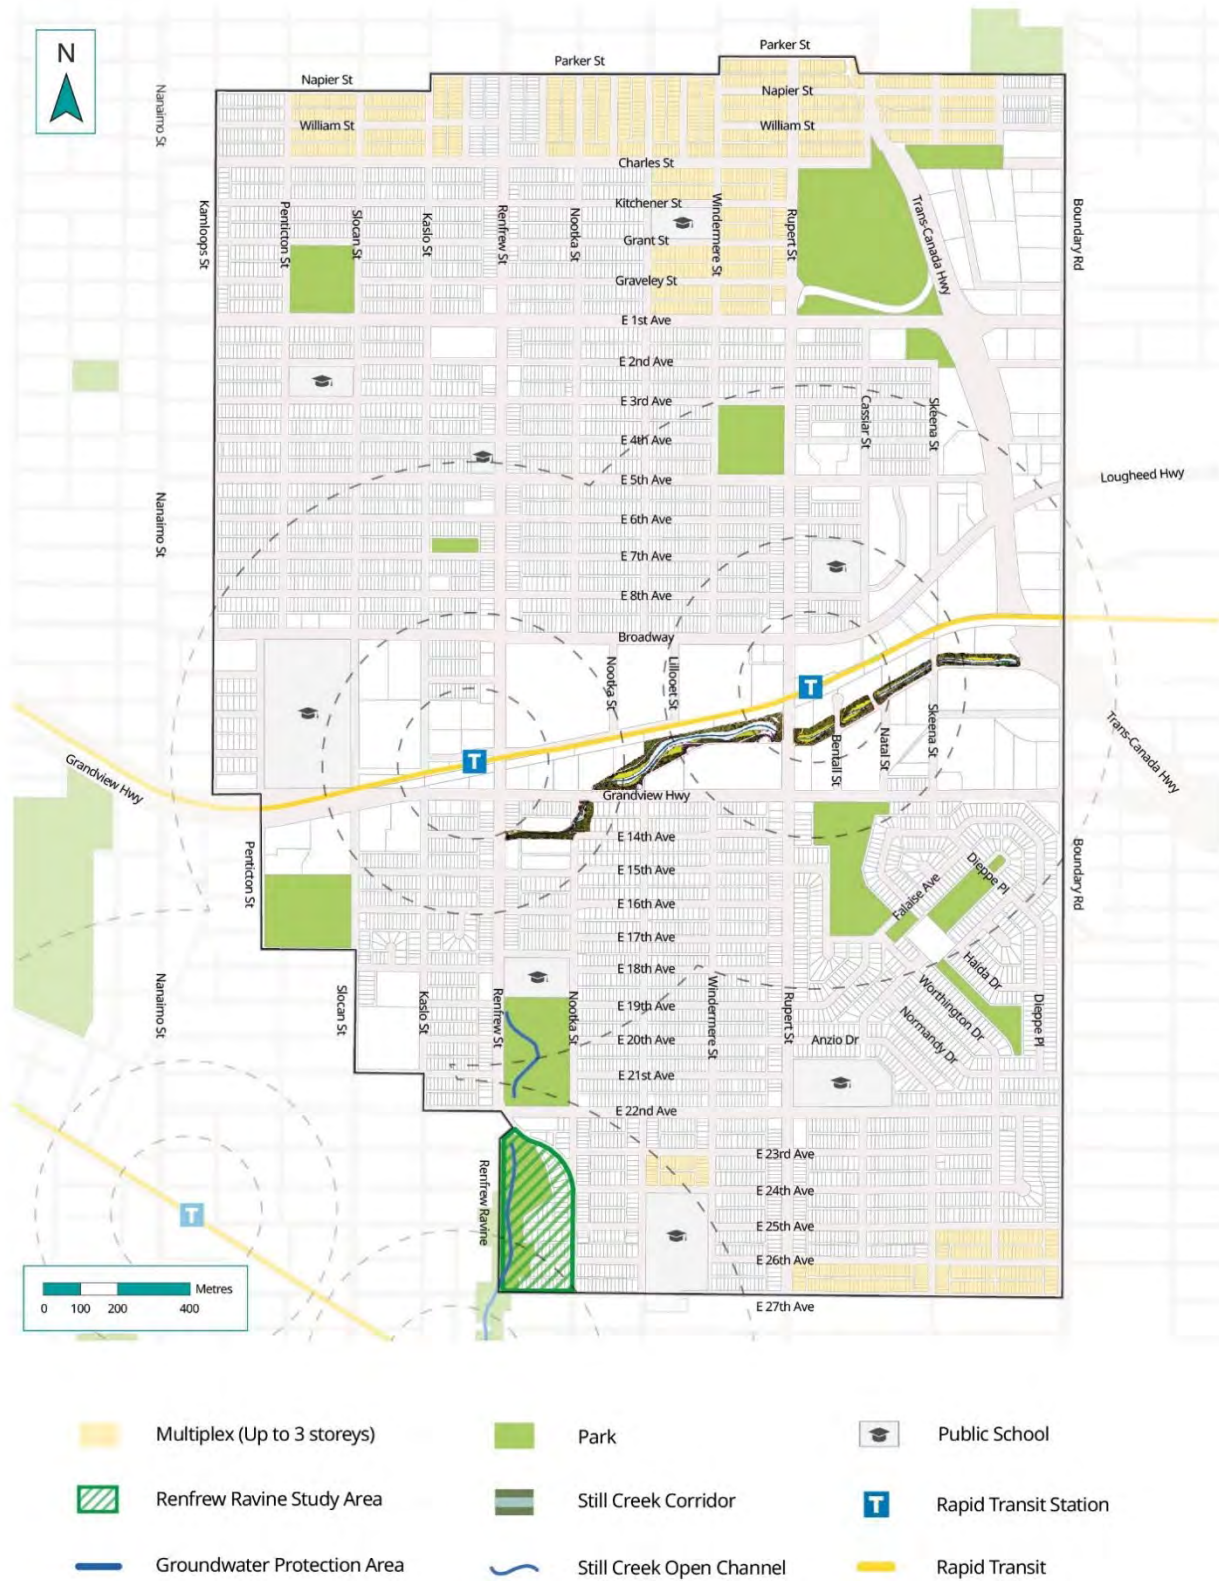 N
Parker St
Parker St
Napier St
Napier St
William St
William St
Nanaimo St
Charles St
Kamloops St
Penticton St
Slocan St
Kaslo St
Renfrew St
Nootka St
Kitchener St
Windermere St
Rupert St
Trans-Canada Hwy
Boundary Rd
Grant St
Graveley St
E 1st Ave
E 2nd Ave
E 3rd Ave
Cassiar St
Skeena St
E 4th Ave
Lougheed Hwy
E 5th Ave
Nanaimo St
E 6th Ave
E 7th Ave
E 8th Ave
Broadway
Nootka St
Lillooet St
T
Skeena St
Bentall St
Natal St
Trans-Canada Hwy
T
Grandview Hwy
Grandview Hwy
E 14th Ave
Penticton St
E 15th Ave
Boundary Rd
Dieppe Pl
Falaise Ave
E 16th Ave
E 17th Ave
E 18th Ave
Haida Dr
Nanaimo St
Slocan St
Kaslo St
Renfrew St
Nootka St
Windermere St
Rupert St
Worthington Dr
Dieppe Pl
E 19th Ave
Normandy Dr
E 20th Ave
Anzio Dr
E 21st Ave
E 22nd Ave
E 23rd Ave
Renfrew Ravine
E 24th Ave
T
E 25th Ave
E 26th Ave
Metres
0 100 200 400
E 27th Ave
Multiplex (Up to 3 storeys)
Park
Public School
Renfrew Ravine Study Area
Still Creek Corridor
T
Rapid Transit Station
Groundwater Protection Area
Still Creek Open Channel
Rapid Transit